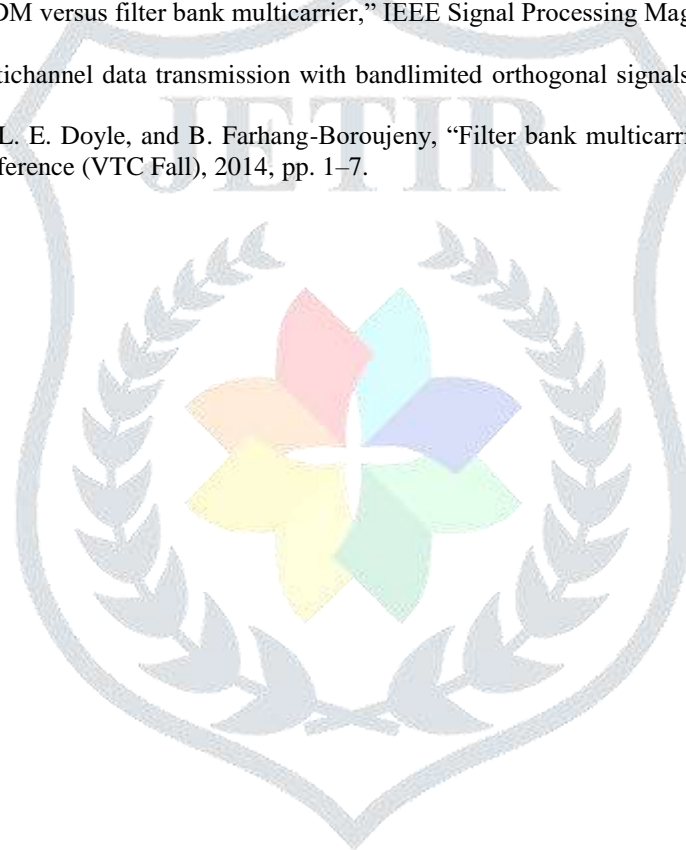 DM versus filter bank multicarrier,” IEEE Signal Processing Mag
tichannel data transmission with bandlimited orthogonal signals
L. E. Doyle, and B. Farhang-Boroujeny, “Filter bank multicarri
ference (VTC Fall), 2014, pp. 1–7.
JETIR